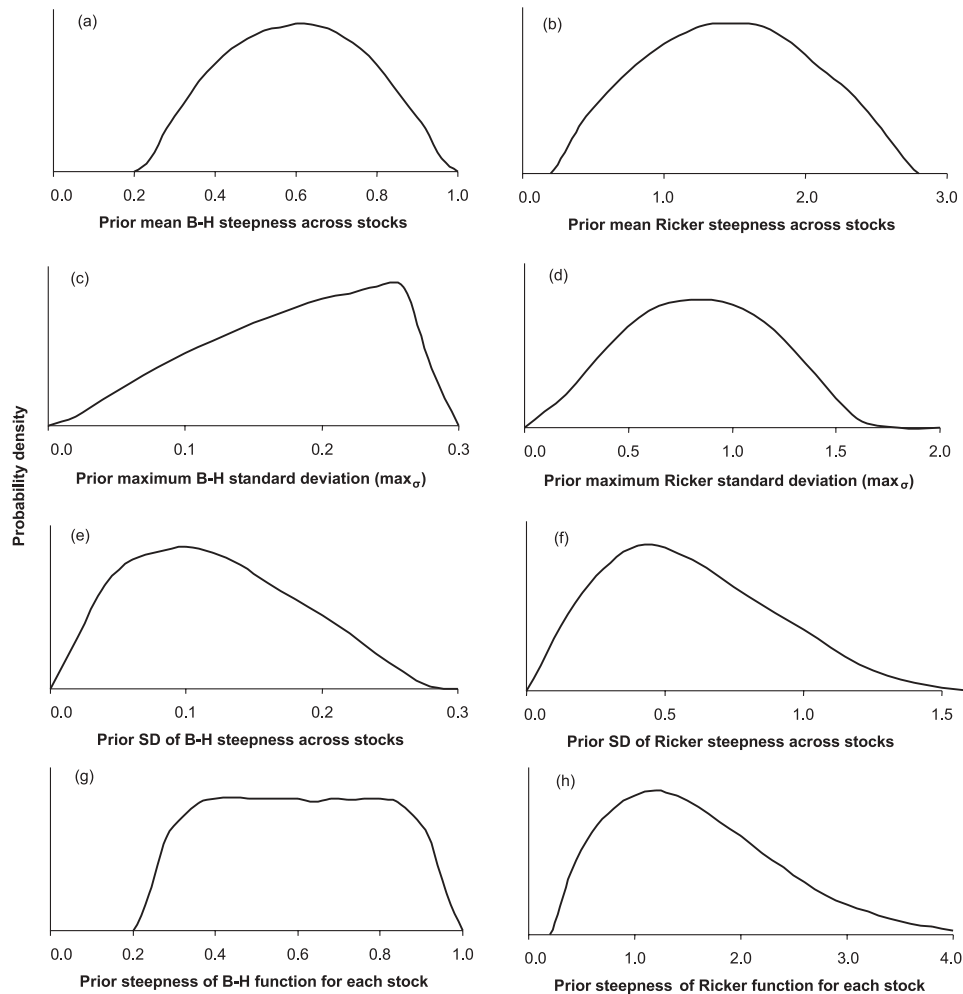 (a)
0.0 0.2 0.4 0.6 0.8 1.0
Prior mean B-H steepness across stocks
(b)
0.0 1.0 2.0 3.0
Prior mean Ricker steepness across stocks
(c)
0.0 0.1 0.2 0.3
Prior maximum B-H standard deviation (maxσ)
(d)
0.0 0.5 1.0 1.5 2.0
Prior maximum Ricker standard deviation (maxσ)
Probability density
(e)
0.0 0.1 0.2 0.3
Prior SD of B-H steepness across stocks
(f)
0.0 0.5 1.0 1.5
Prior SD of Ricker steepness across stocks
(g)
0.0 0.2 0.4 0.6 0.8 1.0
Prior steepness of B-H function for each stock
(h)
0.0 1.0 2.0 3.0 4.0
Prior steepness of Ricker function for each stock